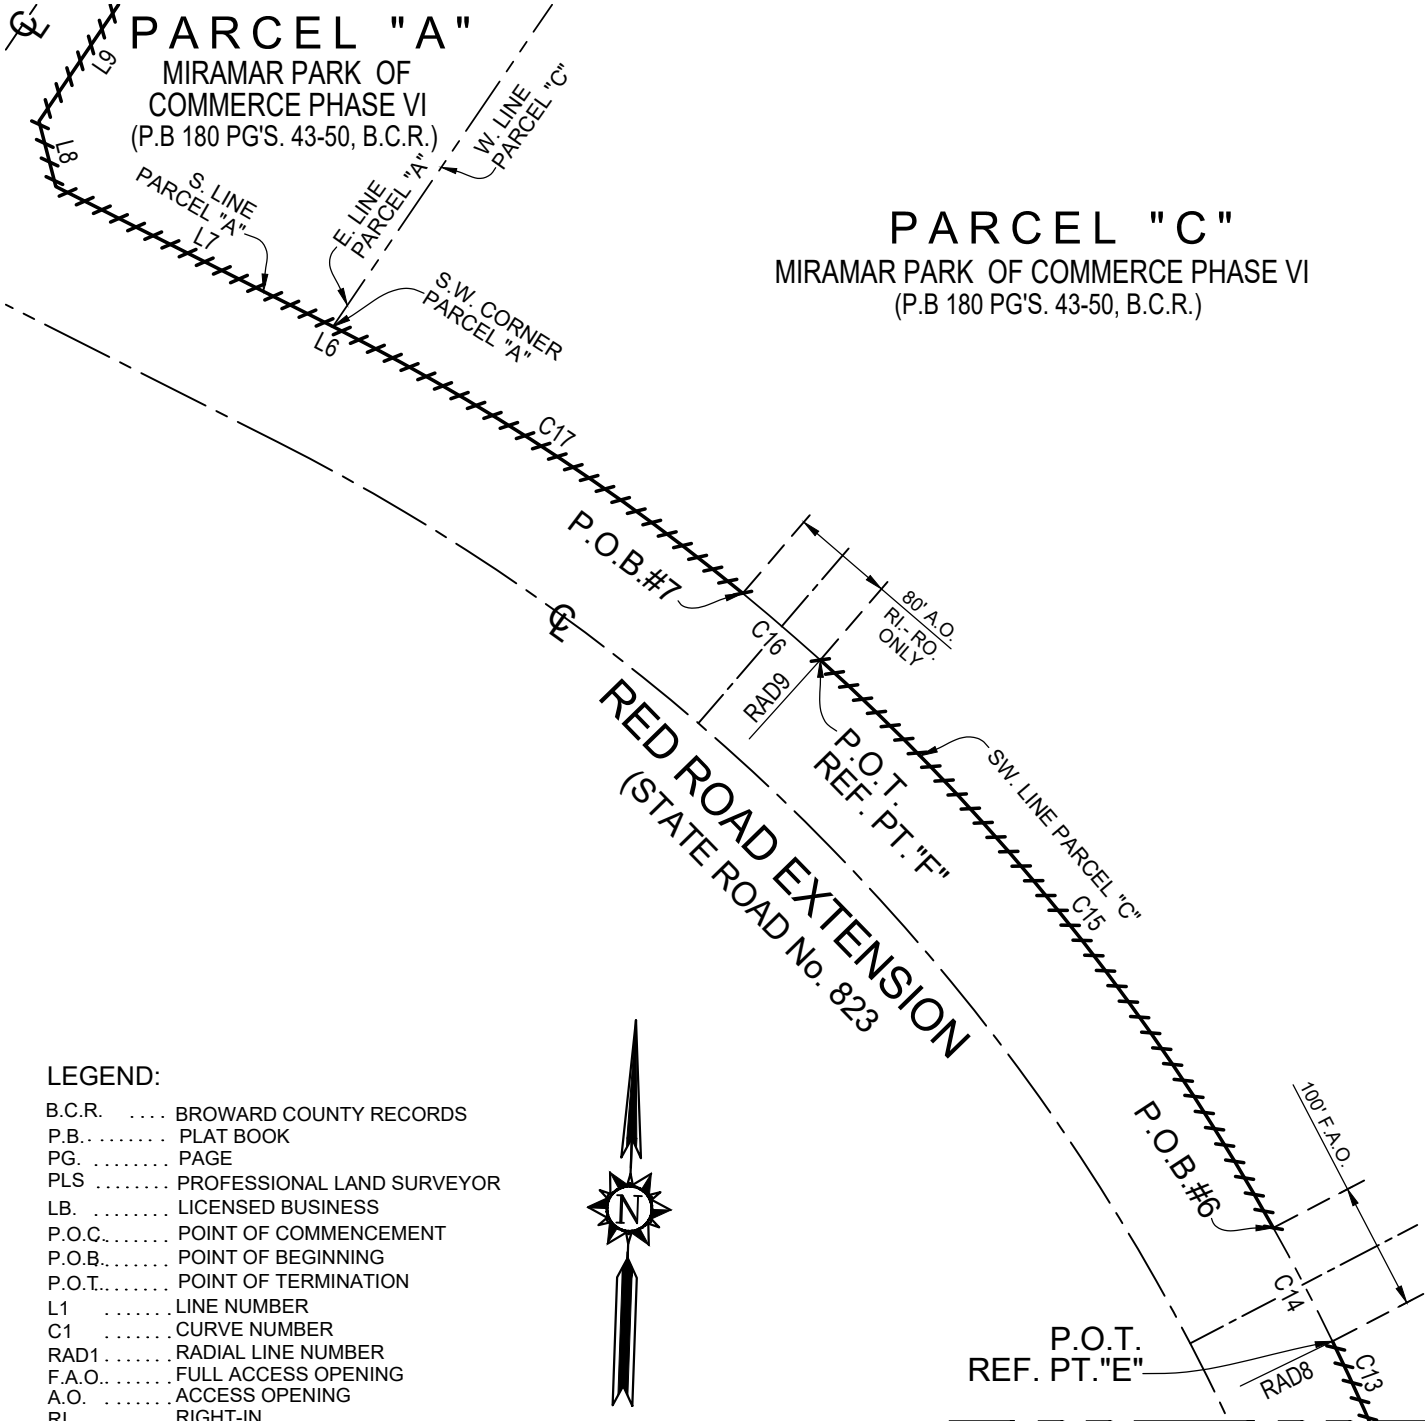 PARCEL "A"
MIRAMAR PARK OF
COMMERCE PHASE VI
(P.B 180 PG'S. 43-50, B.C.R.)
L9
L8
S. LINE
PARCEL "A"
L7
E. LINE
PARCEL "A"
W. LINE
PARCEL "C"
S.W. CORNER
PARCEL "A"
L6
PARCEL "C"
MIRAMAR PARK OF COMMERCE PHASE VI
(P.B 180 PG'S. 43-50, B.C.R.)
C17
P.O.B.#7
C16
80' A.O.
RI.- RO.
ONLY
RAD9
P.O.T.
REF. PT."F"
RED ROAD EXTENSION
(STATE ROAD No. 823
SW. LINE PARCEL "C"
C15
P.O.B.#6
100' F.A.O.
C14
P.O.T.
REF. PT."E"
RAD8
C13
N
LEGEND:
B.C.R. .... BROWARD COUNTY RECORDS
P.B......... PLAT BOOK
PG. ........ PAGE
PLS ........ PROFESSIONAL LAND SURVEYOR
LB. ........ LICENSED BUSINESS
P.O.C....... POINT OF COMMENCEMENT
P.O.B....... POINT OF BEGINNING
P.O.T....... POINT OF TERMINATION
L1 ....... LINE NUMBER
C1 ....... CURVE NUMBER
RAD1 ....... RADIAL LINE NUMBER
F.A.O....... FULL ACCESS OPENING
A.O. ....... ACCESS OPENING
RI. RIGHT-IN